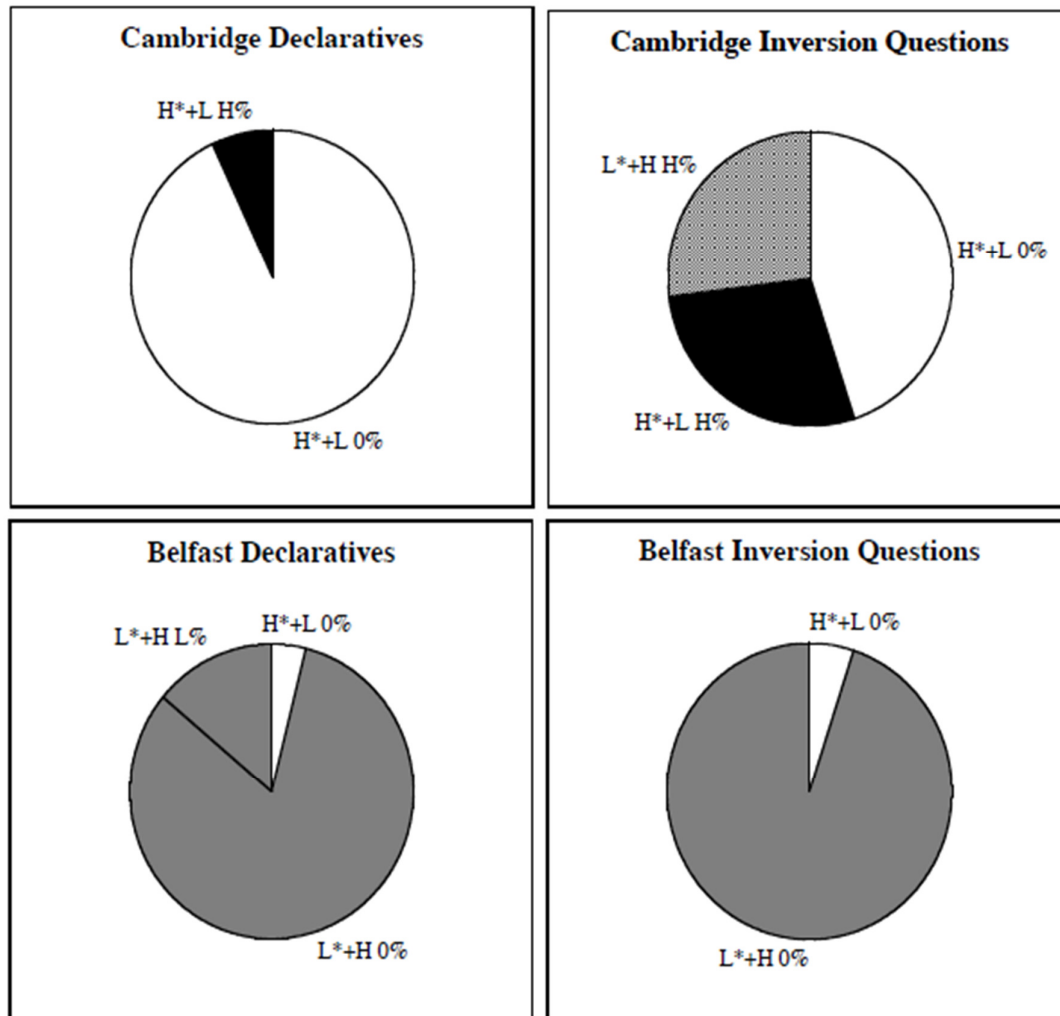 Cambridge Declaratives
H*+L H%
H*+L 0%
Cambridge Inversion Questions
L*+H H%
H*+L 0%
H*+L H%
Belfast Declaratives
H*+L 0%
L*+H L%
L*+H 0%
Belfast Inversion Questions
H*+L 0%
L*+H 0%